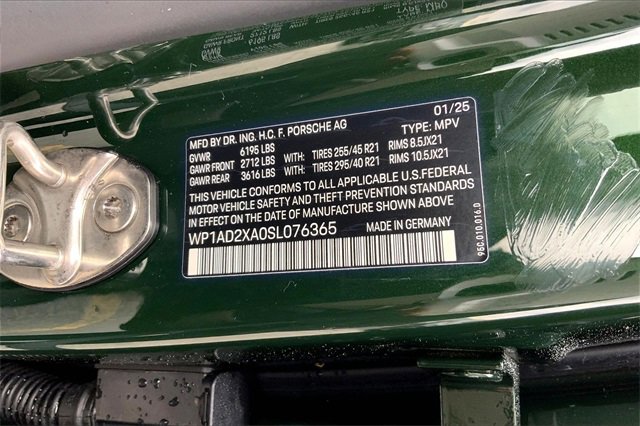 MFD BY DR. ING. H.C. F. PORSCHE AG 01/25
GVWR 6195 LBS TYPE: MPV
GAWR FRONT 2712 LBS WITH: TIRES 255/45 R21 RIMS 8.5JX21
GAWR REAR 3616 LBS WITH: TIRES 295/40 R21 RIMS 10.5JX21
THIS VEHICLE CONFORMS TO ALL APPLICABLE U.S.FEDERAL
MOTOR VEHICLE SAFETY AND THEFT PREVENTION STANDARDS
IN EFFECT ON THE DATE OF MANUFACTURE SHOWN ABOVE.
WP1AD2XA0SL076365 MADE IN GERMANY
95C.010.016.D